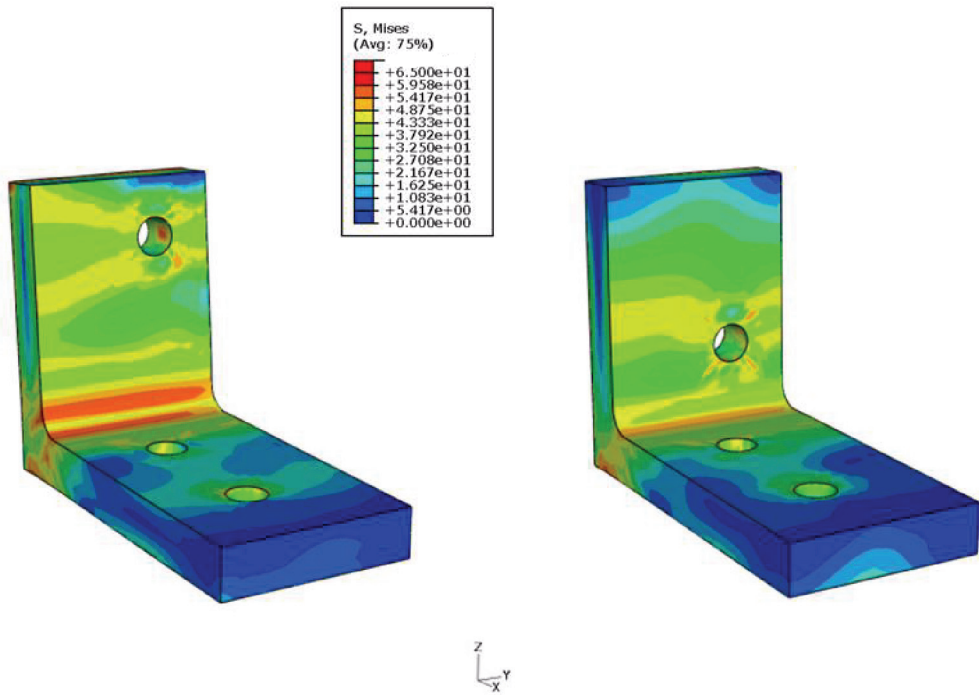 S, Mises
(Avg: 75%)
+6.500e+01
+5.958e+01
+5.417e+01
+4.875e+01
+4.333e+01
+3.792e+01
+3.250e+01
+2.708e+01
+2.167e+01
+1.625e+01
+1.083e+01
+5.417e+00
+0.000e+00
Z
Y
X